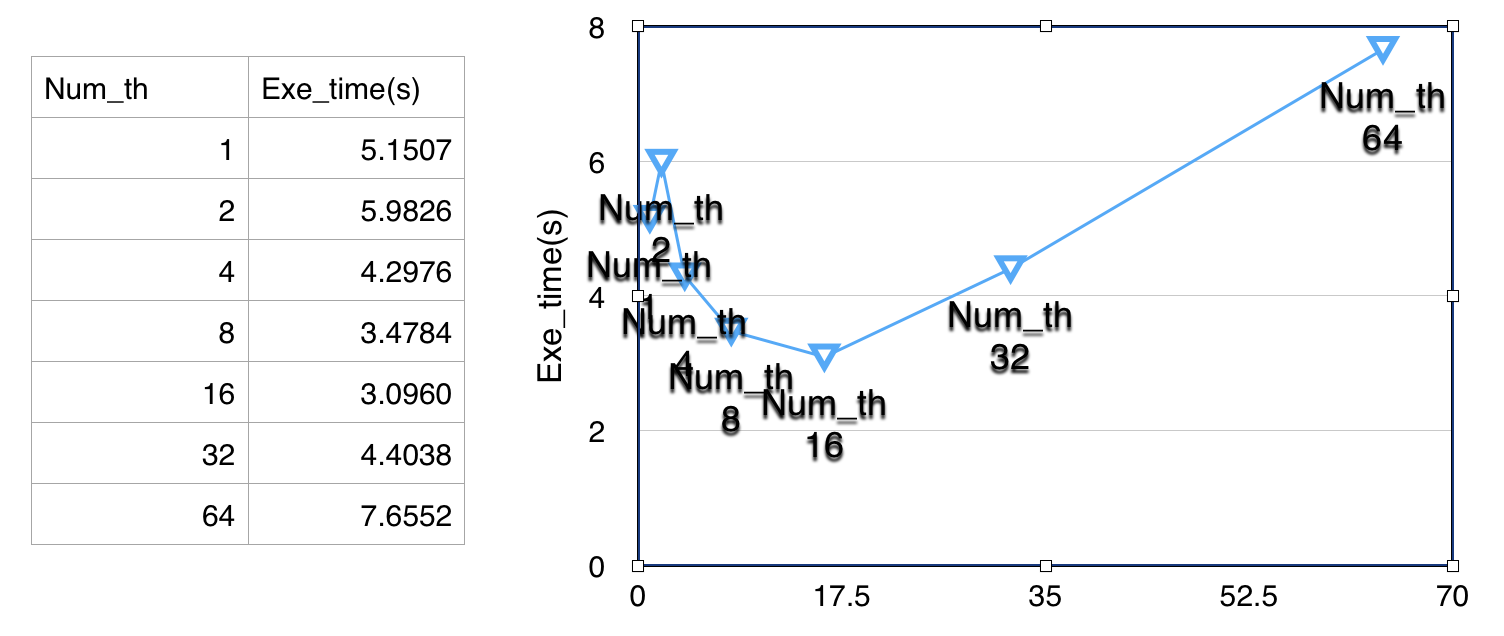 Num_th Exe_time(s)
1 5.1507
2 5.9826
4 4.2976
8 3.4784
16 3.0960
32 4.4038
64 7.6552
Exe_time(s)
8
6
4
2
0
0 17.5 35 52.5 70
Num_th
2
Num_th
1
Num_th
4
Num_th
8
Num_th
16
Num_th
32
Num_th
64